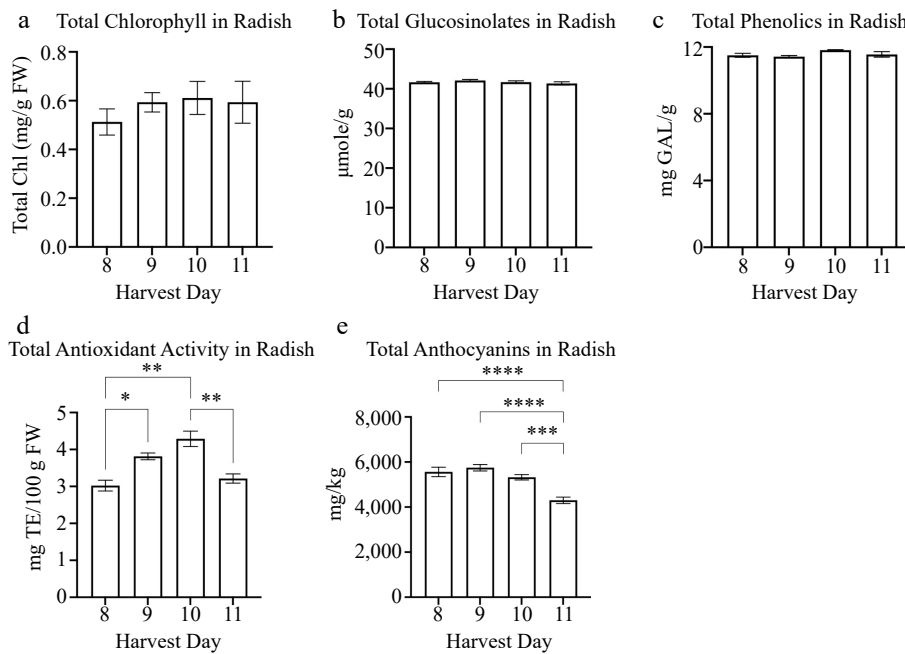 a Total Chlorophyll in Radish
Total Chl (mg/g FW)
0.8
0.6
0.4
0.2
0.0
8 9 10 11
Harvest Day
b Total Glucosinolates in Radish
µmole/g
50
40
30
20
10
0
8 9 10 11
Harvest Day
c Total Phenolics in Radish
mg GAL/g
12
9
6
3
0
8 9 10 11
Harvest Day
d
Total Antioxidant Activity in Radish
**
* **
mg TE/100 g FW
5
4
3
2
1
0
8 9 10 11
Harvest Day
e
Total Anthocyanins in Radish
****
****
***
mg/kg
8,000
6,000
4,000
2,000
0
8 9 10 11
Harvest Day